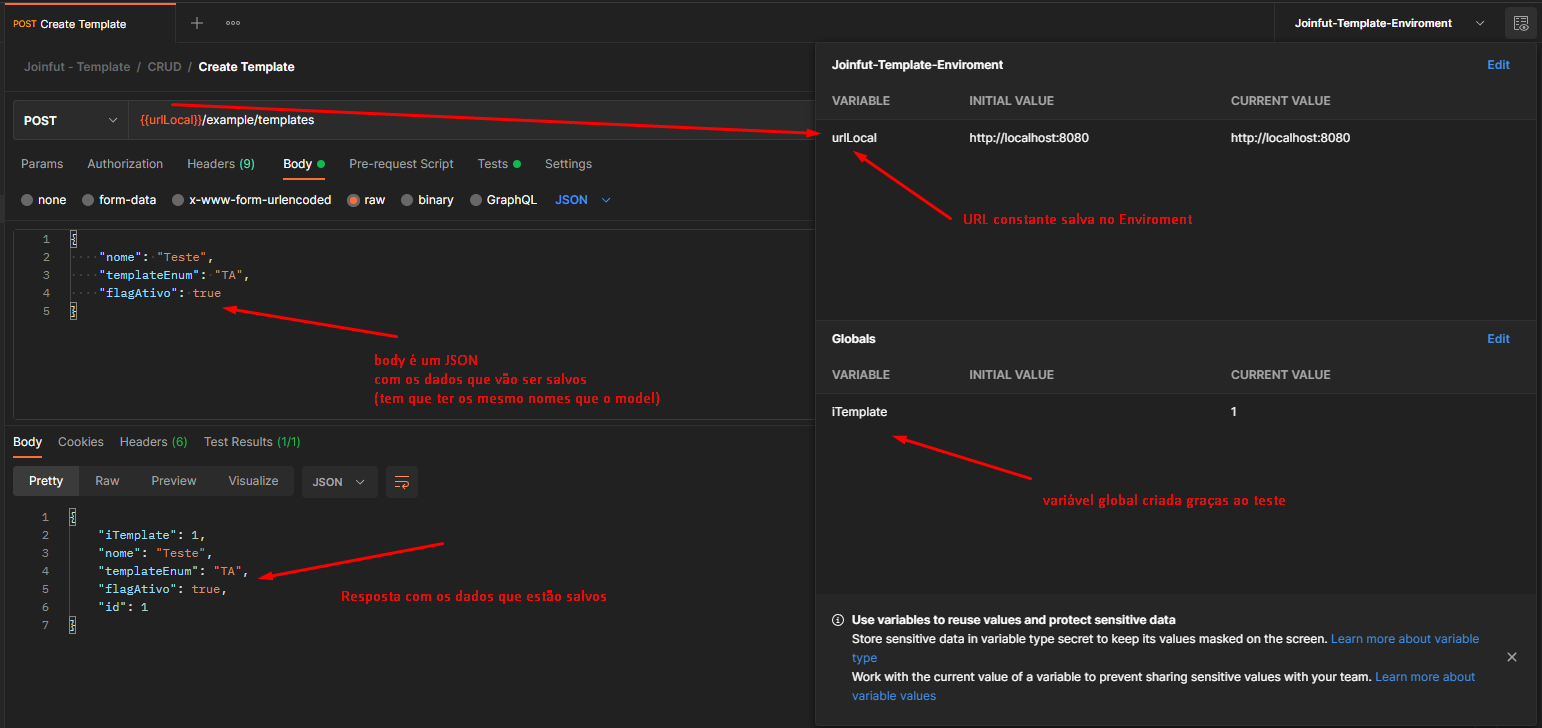 POST Create Template
Joinfut-Template-Enviroment
Joinfut - Template / CRUD / Create Template
POST
{{urlLocal}}/example/templates
Params Authorization Headers (9) Body Pre-request Script Tests Settings
none form-data x-www-form-urlencoded raw binary GraphQL JSON
1 {
2 "nome": "Teste",
3 "templateEnum": "TA",
4 "flagAtivo": true
5 }
body é um JSON
com os dados que vão ser salvos
(tem que ter os mesmo nomes que o model)
Body Cookies Headers (6) Test Results (1/1)
Pretty Raw Preview Visualize JSON
1 {
2 "iTemplate": 1,
3 "nome": "Teste",
4 "templateEnum": "TA",
5 "flagAtivo": true,
6 "id": 1
7 }
Resposta com os dados que estão salvos
Joinfut-Template-Enviroment Edit
VARIABLE INITIAL VALUE CURRENT VALUE
urlLocal http://localhost:8080 http://localhost:8080
URL constante salva no Enviroment
Globals Edit
VARIABLE INITIAL VALUE CURRENT VALUE
iTemplate 1
variável global criada graças ao teste
Use variables to reuse values and protect sensitive data
Store sensitive data in variable type secret to keep its values masked on the screen. Learn more about variable
type
Work with the current value of a variable to prevent sharing sensitive values with your team. Learn more about
variable values